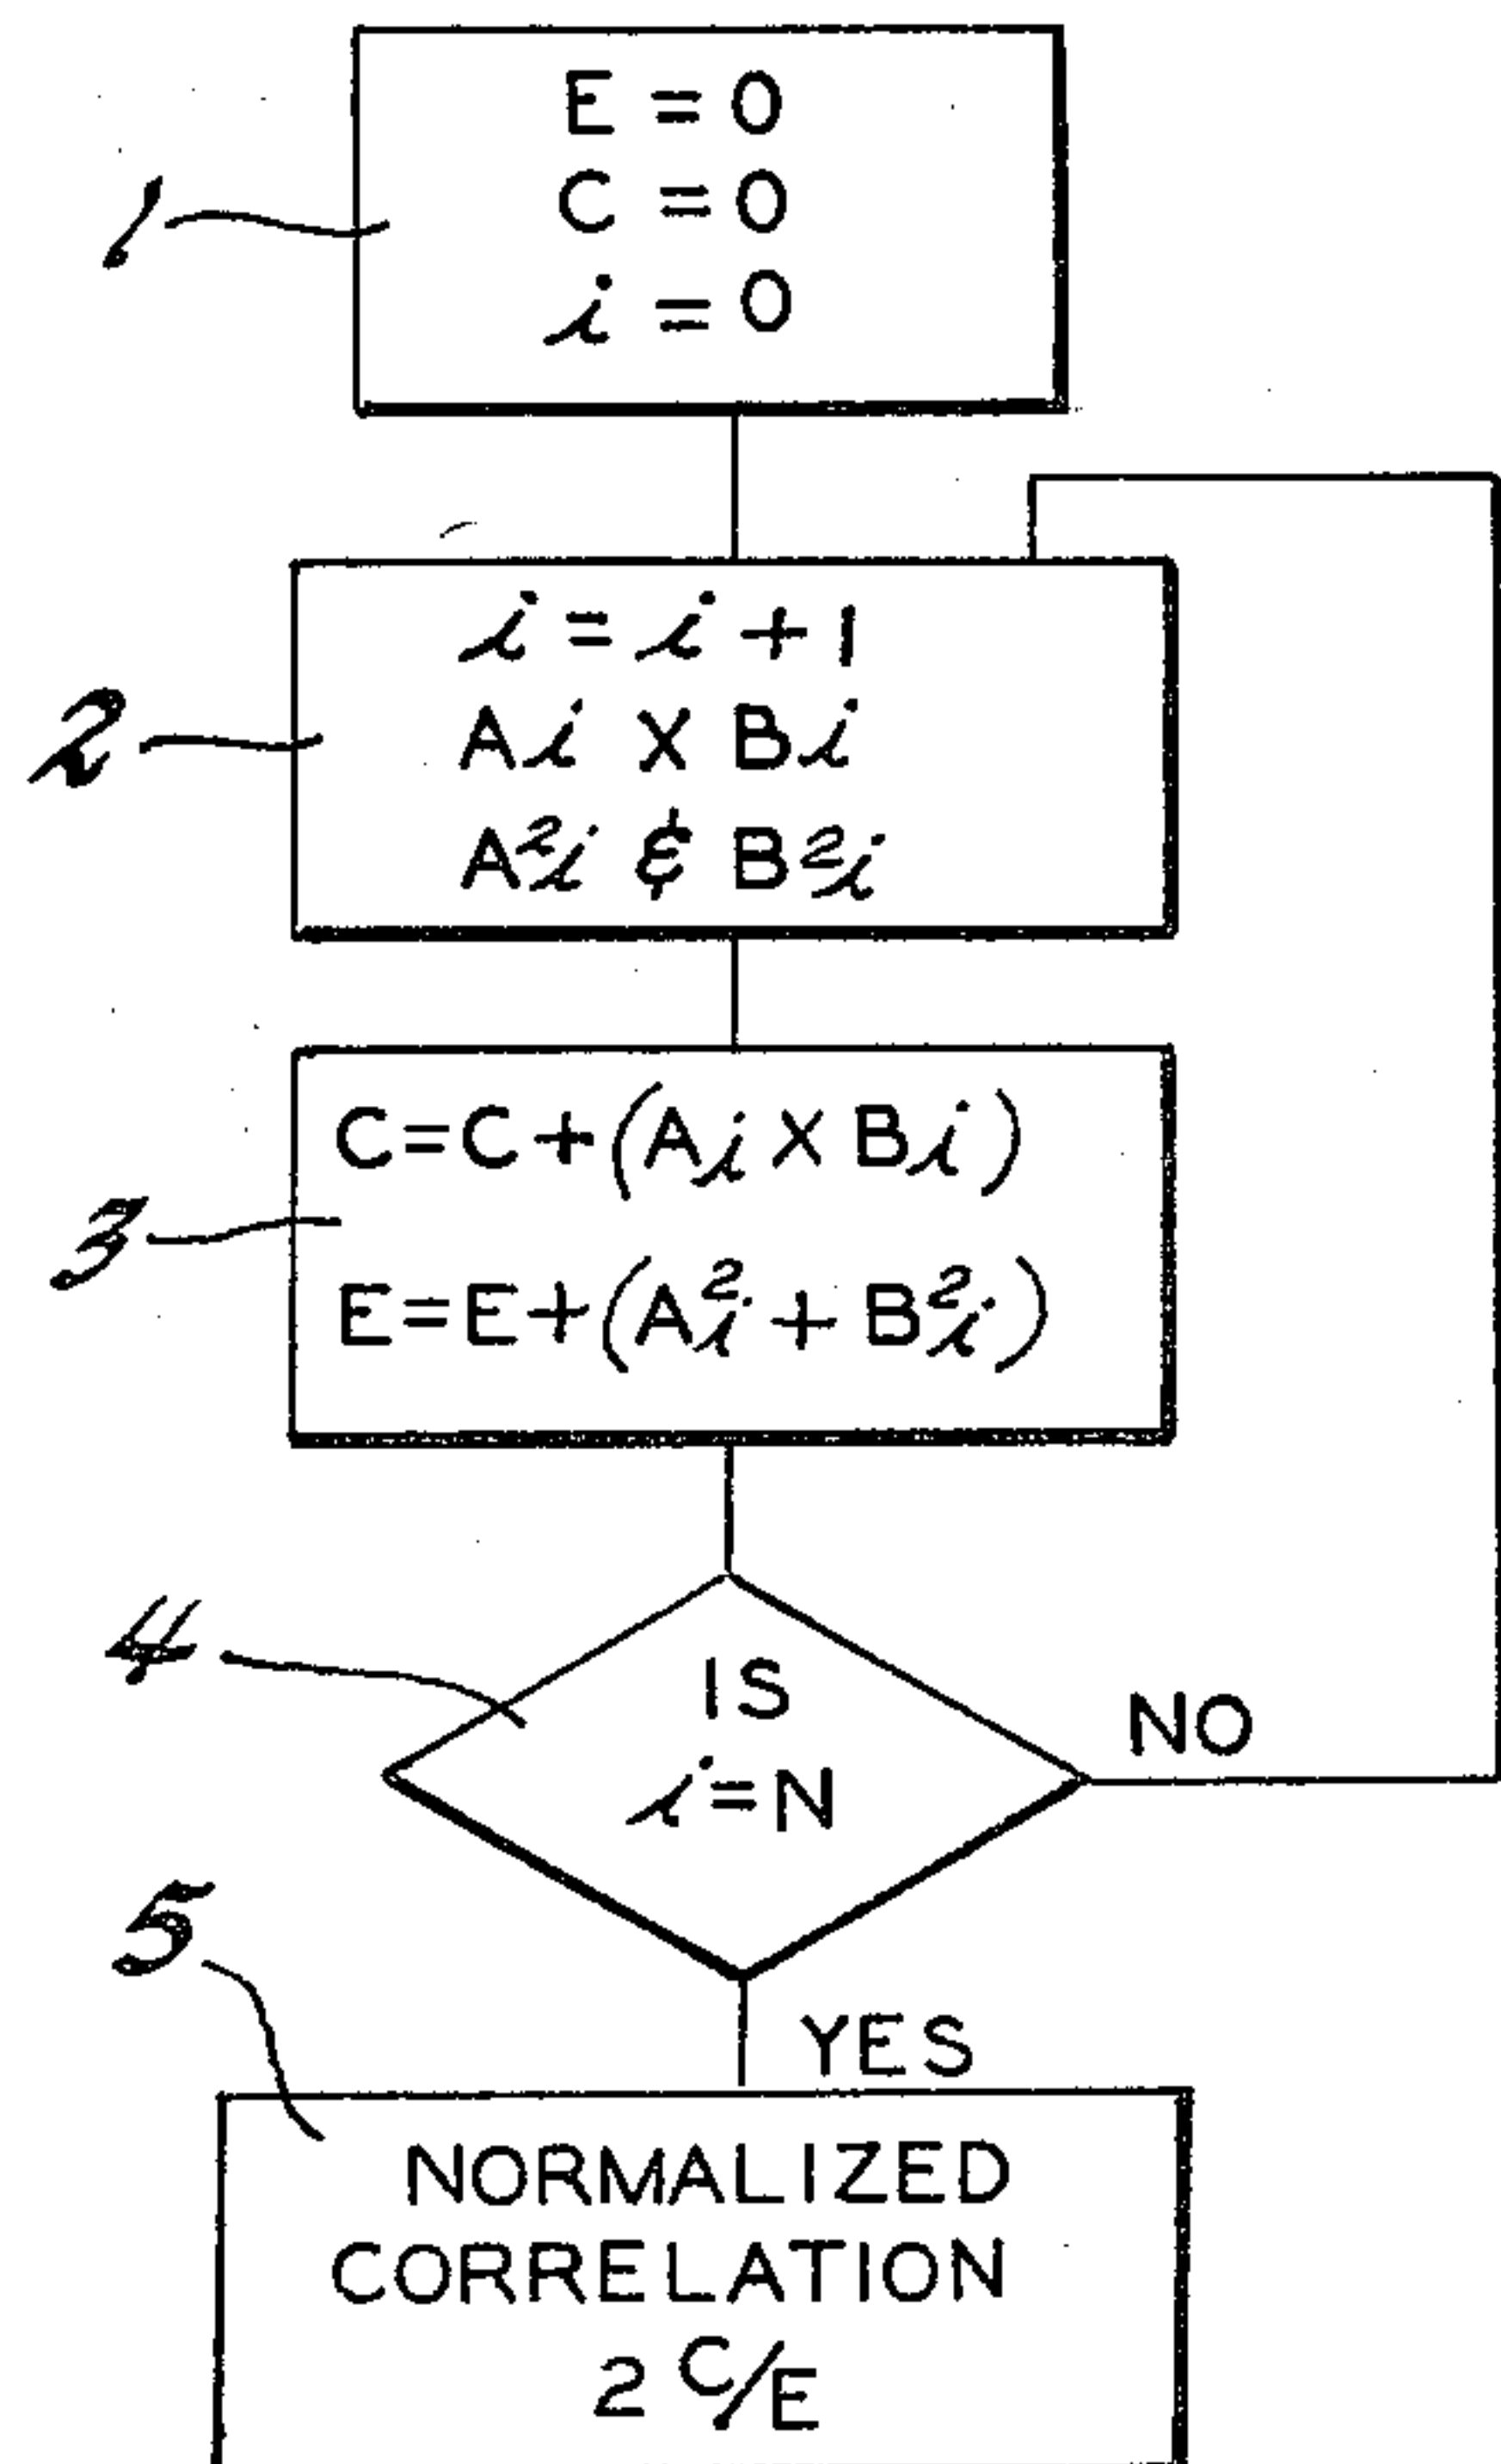 E = 0
C = 0
i = 0
1
i = i + 1
Ai X Bi
A²i & B²i
2
C=C+(Ai X Bi)
3
E=E+(A²i + B²i)
4
IS
i=N
NO
5
YES
NORMALIZED
CORRELATION
2 C/E